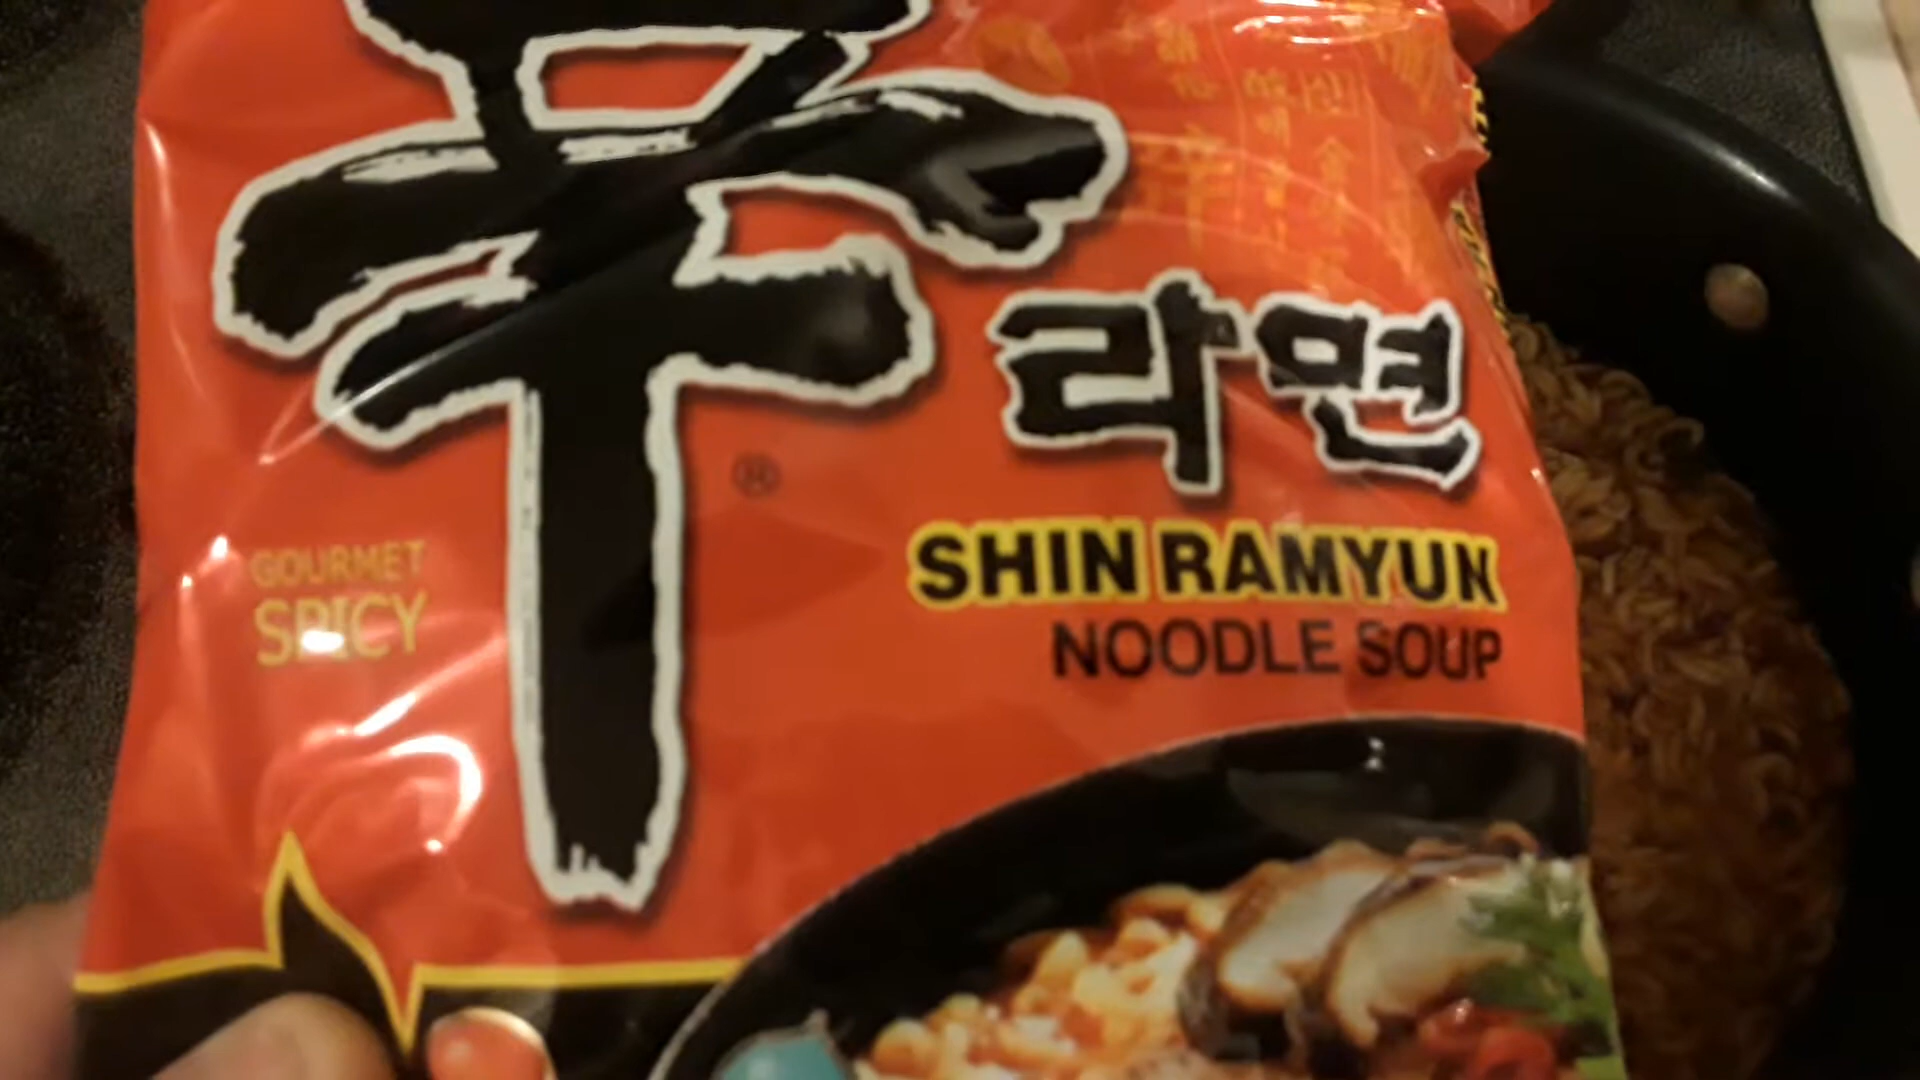 辛
라면
®
SHIN RAMYUN
NOODLE SOUP
GOURMET
SPICY